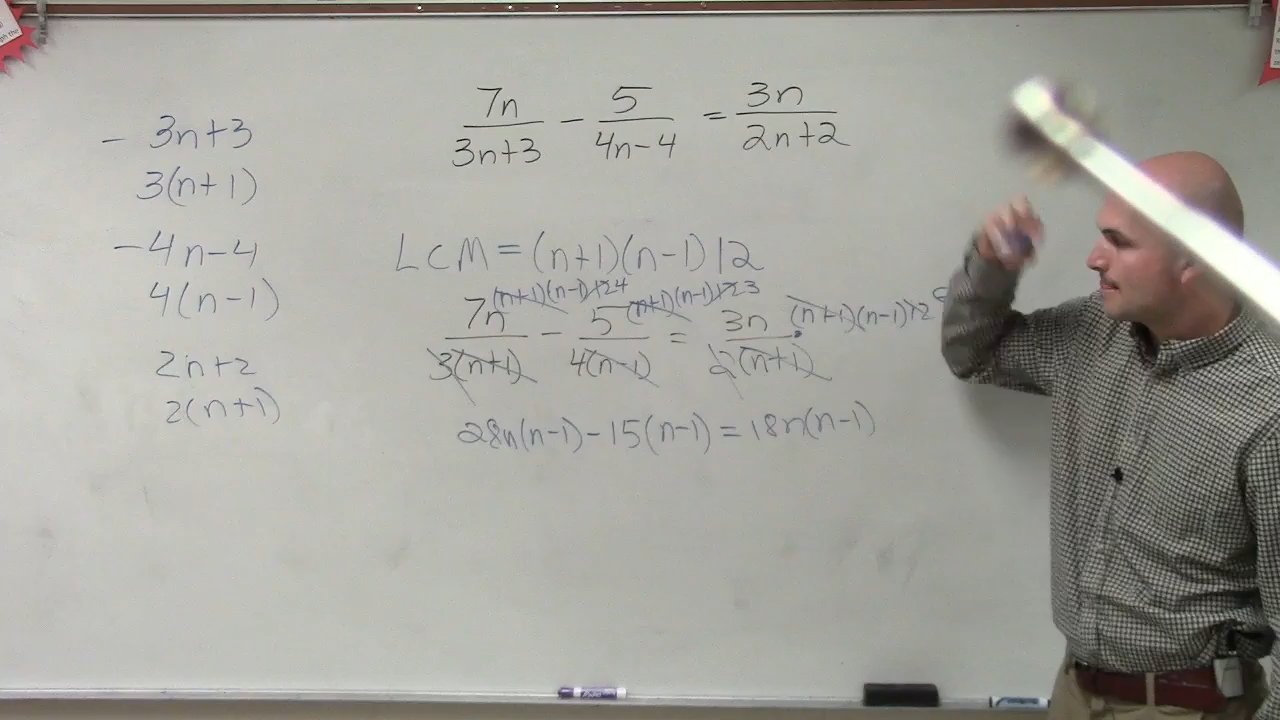 - 3n+3
3(n+1)
-4n-4
4(n-1)
2n+2
2(n+1)
7n/3n+3 - 5/4n-4 = 3n/2n+2
LCM = (n+1)(n-1)12
7n/3(n+1) (n+1)(n-1)12 4 - 5/4(n-1) (n+1)(n-1)12 3 = 3n/2(n+1) · (n+1)(n-1)12
28n(n-1) - 15(n-1) = 18n(n-1)
ph the